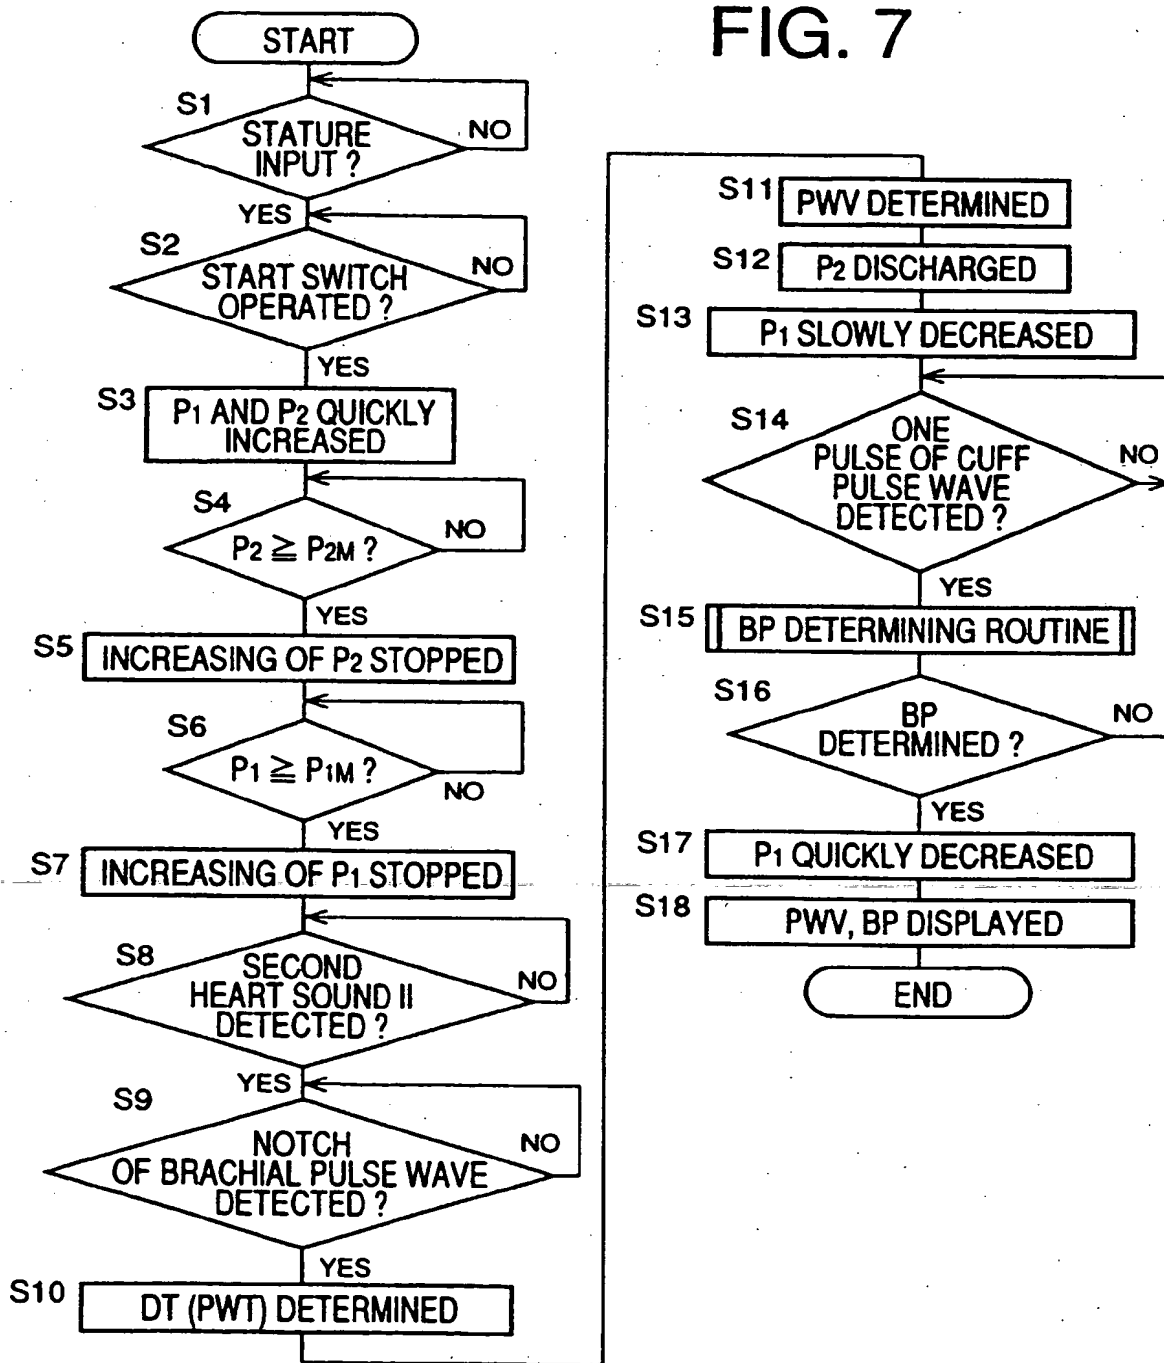 FIG. 7
START
S1
STATURE
INPUT ?
NO
YES
S2
START SWITCH
OPERATED ?
NO
YES
S3
P1 AND P2 QUICKLY
INCREASED
S4
P2 ≧ P2M ?
NO
YES
S5
INCREASING OF P2 STOPPED
S6
P1 ≧ P1M ?
NO
YES
S7
INCREASING OF P1 STOPPED
S8
SECOND
HEART SOUND II
DETECTED ?
NO
YES
S9
NOTCH
OF BRACHIAL PULSE WAVE
DETECTED ?
NO
YES
S10
DT (PWT) DETERMINED
S11
PWV DETERMINED
S12
P2 DISCHARGED
S13
P1 SLOWLY DECREASED
S14
ONE
PULSE OF CUFF
PULSE WAVE
DETECTED ?
NO
YES
S15
BP DETERMINING ROUTINE
S16
BP
DETERMINED ?
NO
YES
S17
P1 QUICKLY DECREASED
S18
PWV, BP DISPLAYED
END